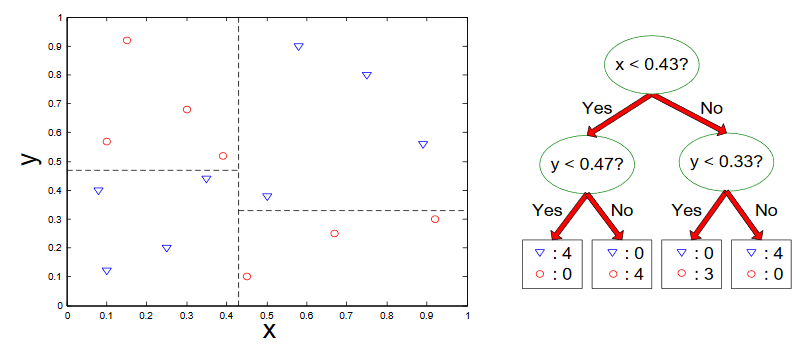 1
0.9
0.8
0.7
0.6
0.5
0.4
0.3
0.2
0.1
0
y
0 0.1 0.2 0.3 0.4 0.5 0.6 0.7 0.8 0.9 1
x
x < 0.43?
Yes No
y < 0.47? y < 0.33?
Yes No Yes No
: 4 : 0 : 0 : 4
: 0 : 4 : 3 : 0